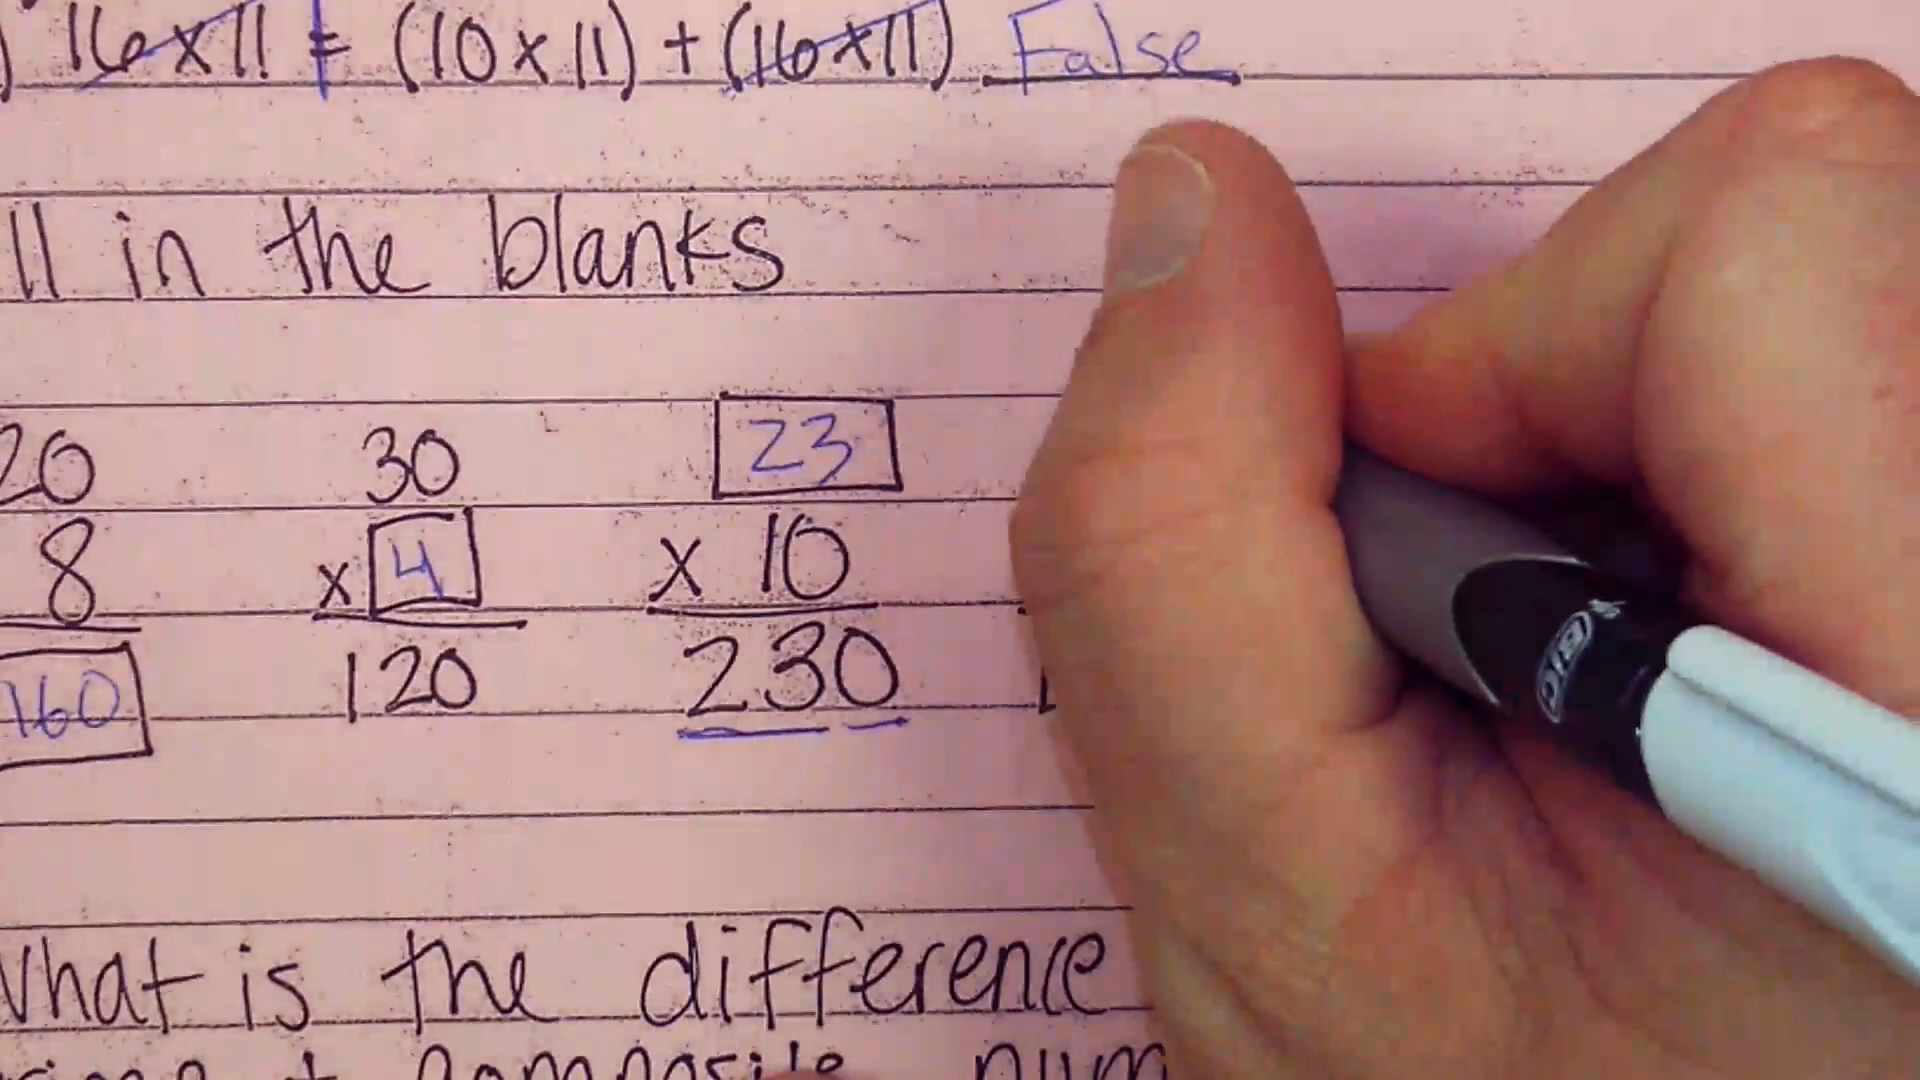 ) 16 x 11 = (10 x 11) + (16 x 11) False
ll in the blanks
20 30 23
8 x 4 x 10
160 120 230
BIC
What is the difference